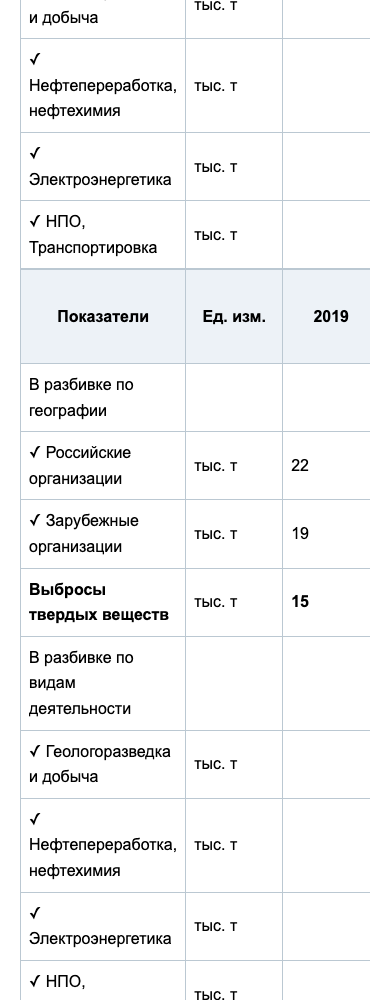 тыс. т
и добыча
✓
Нефтепереработка,
нефтехимия
тыс. т
✓
Электроэнергетика
тыс. т
✓ НПО,
Транспортировка
тыс. т
Показатели Ед. изм. 2019
В разбивке по
географии
✓ Российские
организации
тыс. т
22
✓ Зарубежные
организации
тыс. т
19
Выбросы
твердых веществ
тыс. т
15
В разбивке по
видам
деятельности
✓ Геологоразведка
и добыча
тыс. т
✓
Нефтепереработка,
нефтехимия
тыс. т
✓
Электроэнергетика
тыс. т
✓ НПО,
тыс. т